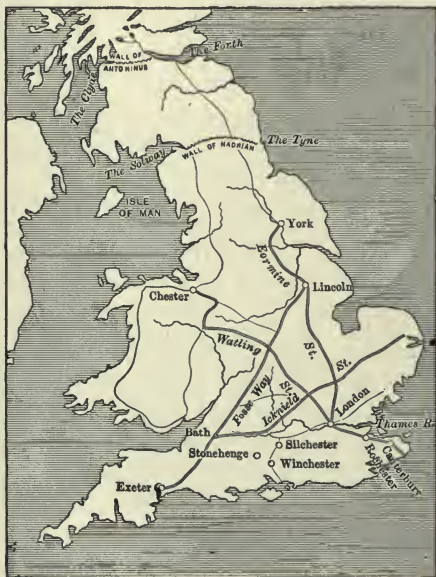 WALL OF
ANTONINUS
The Forth
The Clyde
The Solway
WALL OF HADRIAN
The Tyne
ISLE
OF MAN
York
Eormine
St.
Chester
Lincoln
Watling
St.
Icknield
St.
Fosse Way
London
Thames R.
Bath
Silchester
Stonehenge
Winchester
Rochester
Canterbury
Exeter